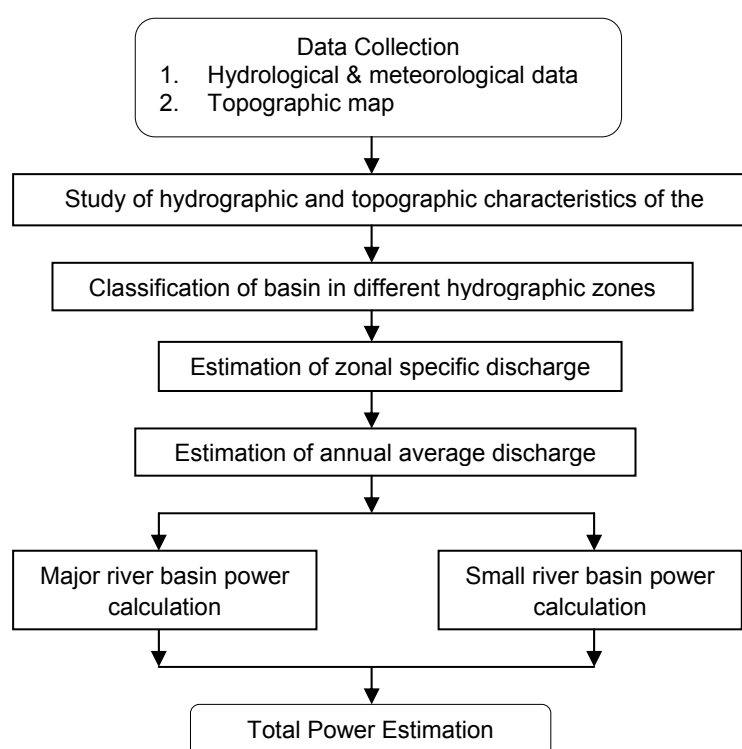 Data Collection
1. Hydrological & meteorological data
2. Topographic map
Study of hydrographic and topographic characteristics of the
Classification of basin in different hydrographic zones
Estimation of zonal specific discharge
Estimation of annual average discharge
Major river basin power
calculation
Small river basin power
calculation
Total Power Estimation